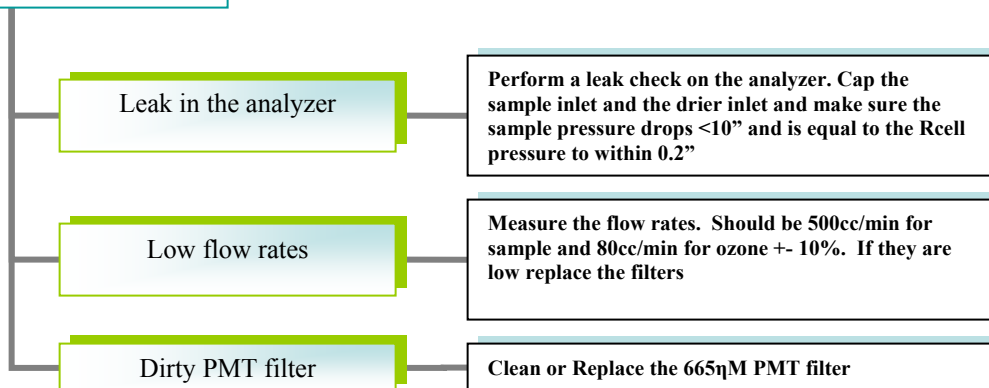 Leak in the analyzer
Perform a leak check on the analyzer. Cap the
sample inlet and the drier inlet and make sure the
sample pressure drops <10” and is equal to the Rcell
pressure to within 0.2”
Low flow rates
Measure the flow rates.  Should be 500cc/min for
sample and 80cc/min for ozone +- 10%.  If they are
low replace the filters
Dirty PMT filter
Clean or Replace the 665ηM PMT filter